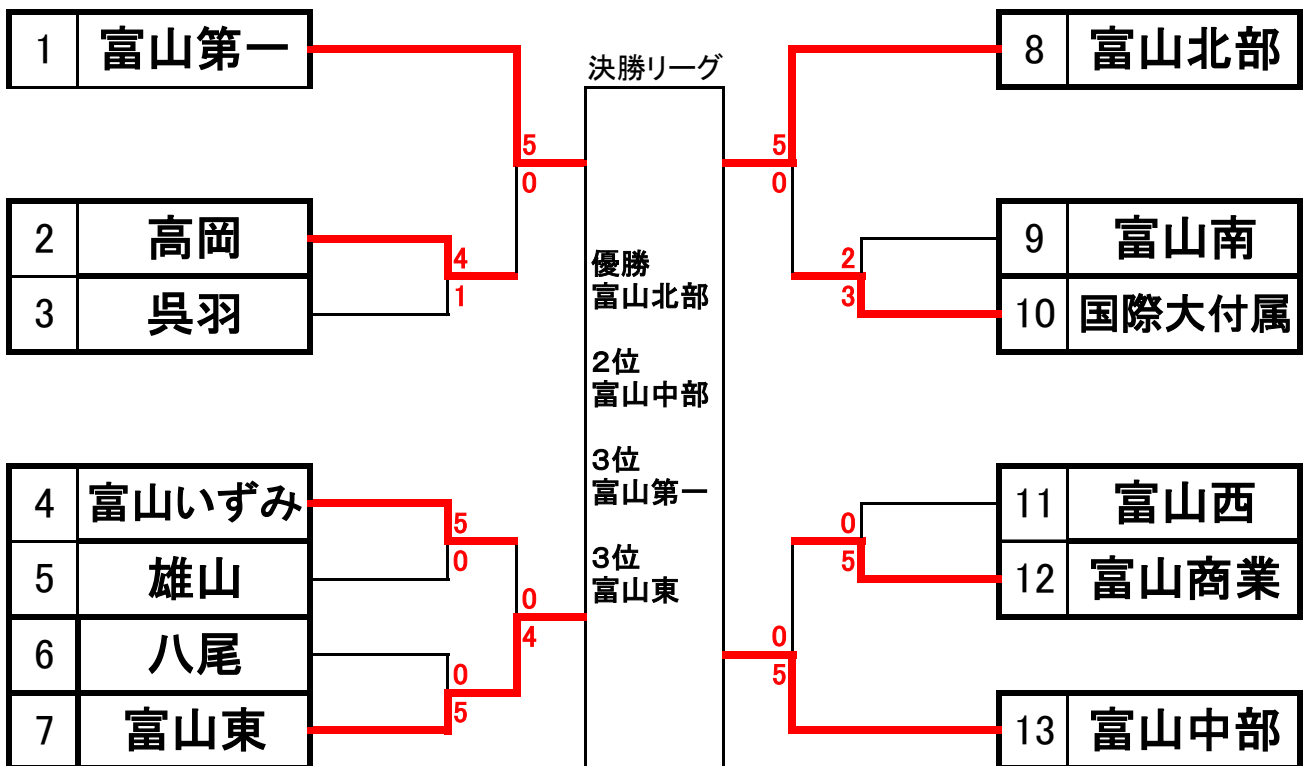 1 富山第一
5
0
2 高岡
3 呉羽
4
1
4 富山いずみ
5 雄山
5
0
6 八尾
7 富山東
0
5
0
4
決勝リーグ
優勝
富山北部
2位
富山中部
3位
富山第一
3位
富山東
8 富山北部
5
0
9 富山南
10 国際大付属
2
3
11 富山西
12 富山商業
0
5
0
5
13 富山中部